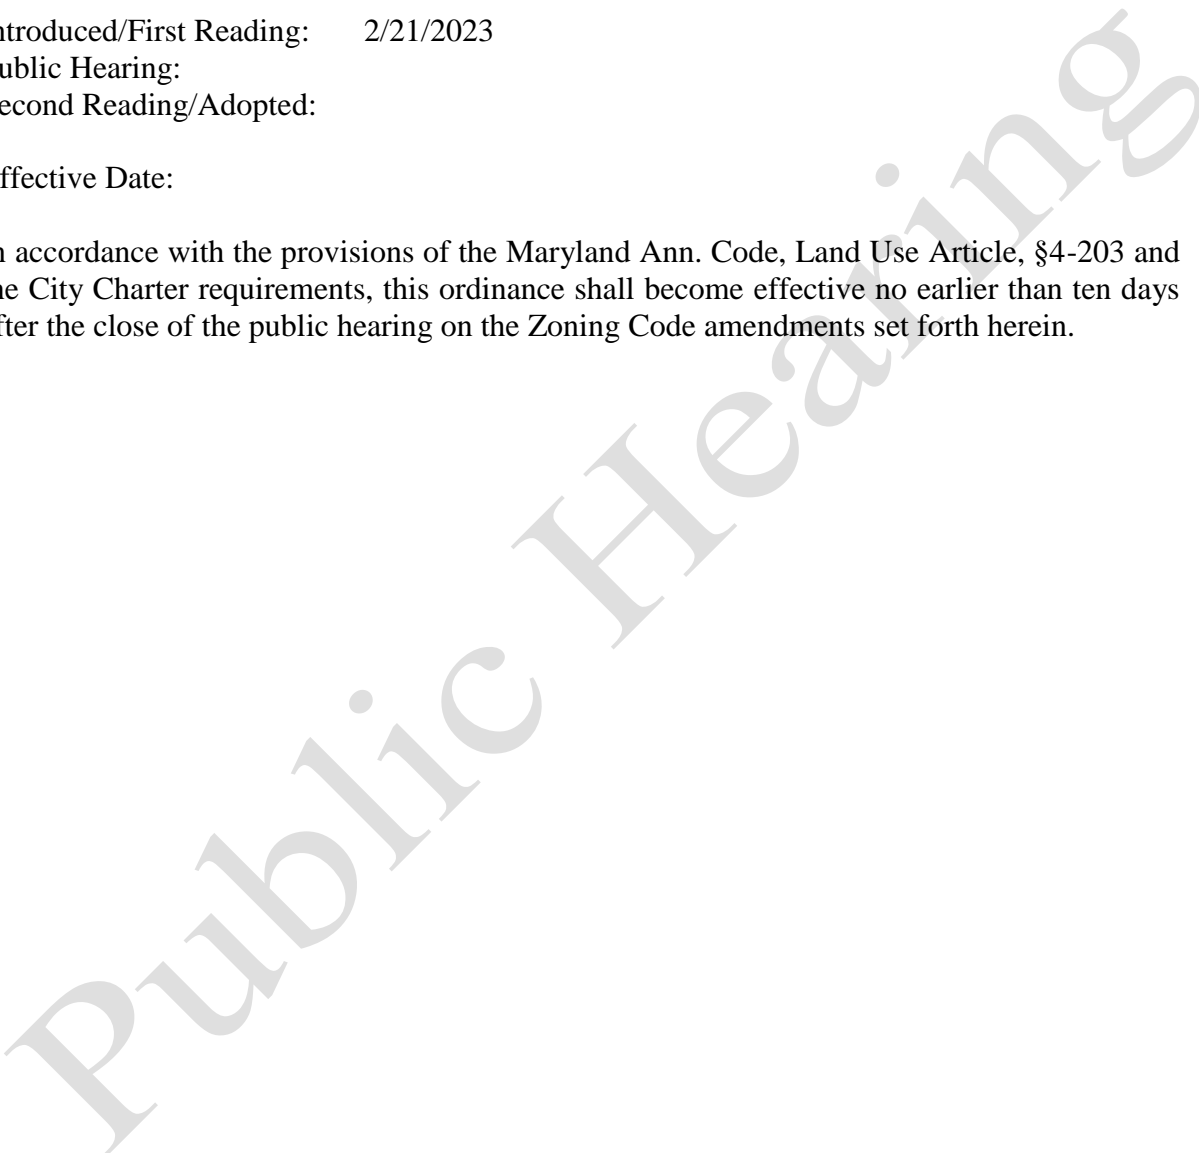 ntroduced/First Reading: 2/21/2023
ublic Hearing:
econd Reading/Adopted:
ffective Date:
n accordance with the provisions of the Maryland Ann. Code, Land Use Article, §4-203 and
he City Charter requirements, this ordinance shall become effective no earlier than ten days
fter the close of the public hearing on the Zoning Code amendments set forth herein.
Public Hearing